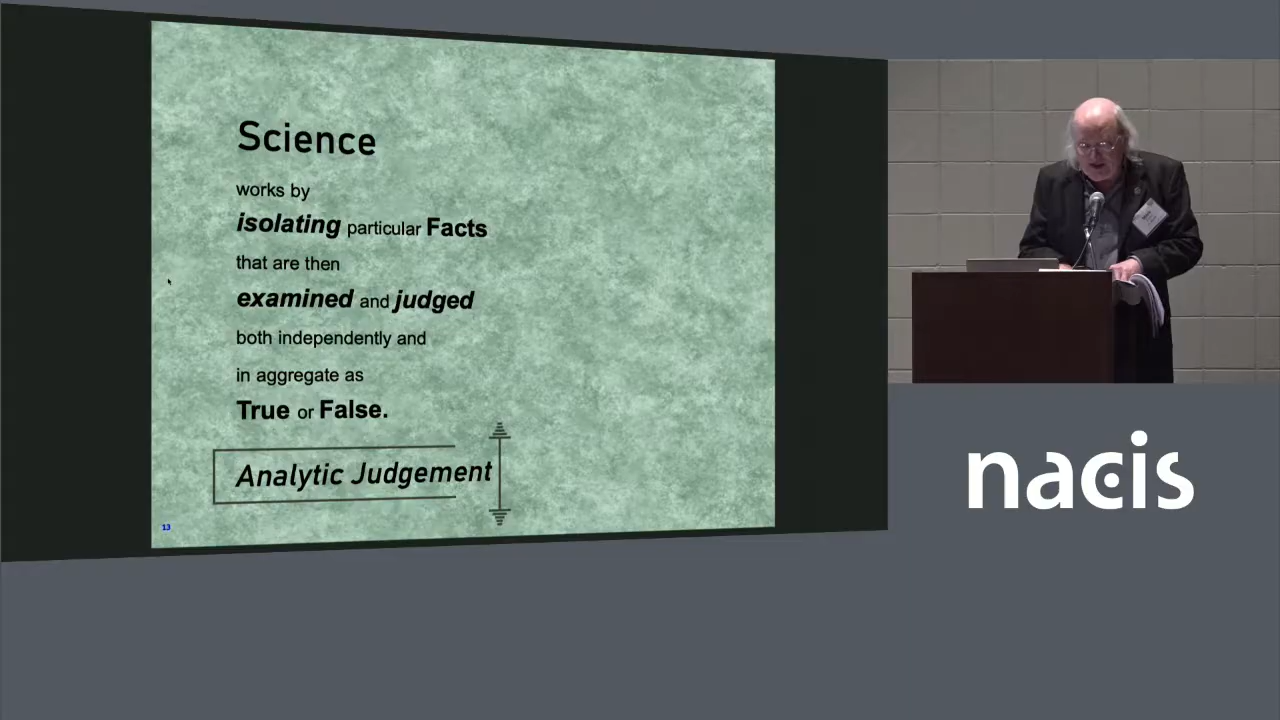 Science
works by
isolating particular Facts
that are then
examined and judged
both independently and
in aggregate as
True or False.
Analytic Judgement
13
nacis